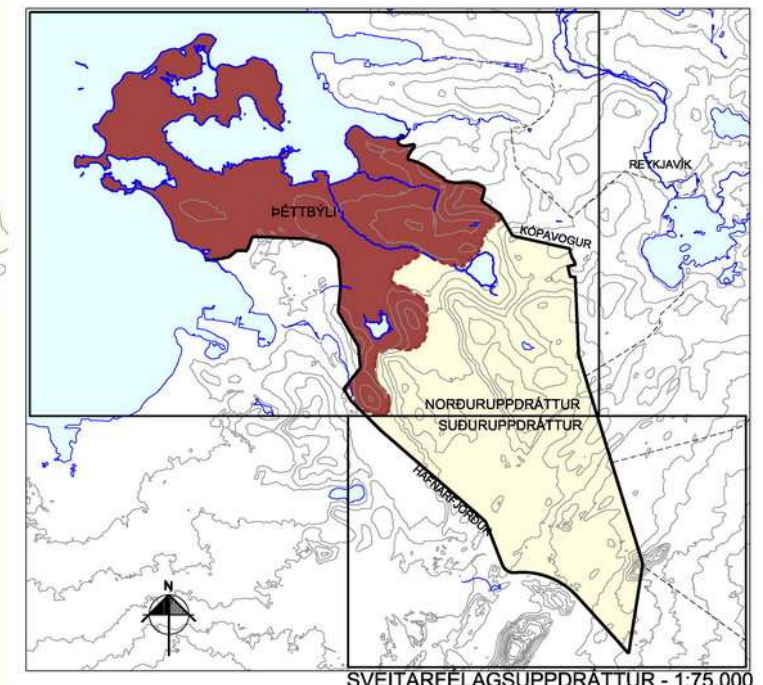 REYKJAVÍK
ÞÉTTBÝLI
KÓPAVOGUR
NORÐURUPPDRÁTTUR
SUÐURUPPDRÁTTUR
HAFNARFJÖRÐUR
N
SVEITARFÉLAGSUPPDRÁTTUR - 1:75.000